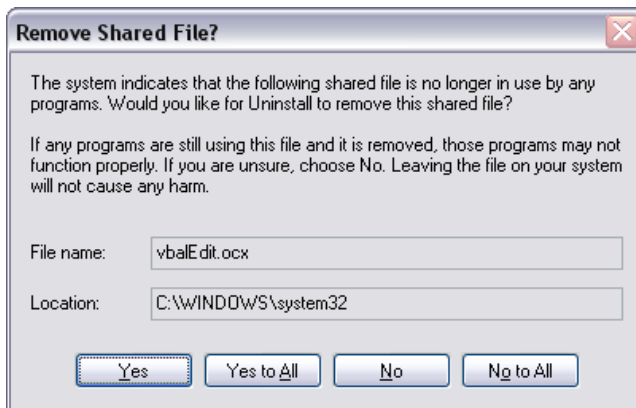 Remove Shared File?
The system indicates that the following shared file is no longer in use by any
programs. Would you like for Uninstall to remove this shared file?
If any programs are still using this file and it is removed, those programs may not
function properly. If you are unsure, choose No. Leaving the file on your system
will not cause any harm.
File name: vbalEdit.ocx
Location: C:\WINDOWS\system32
Yes Yes to All No No to All